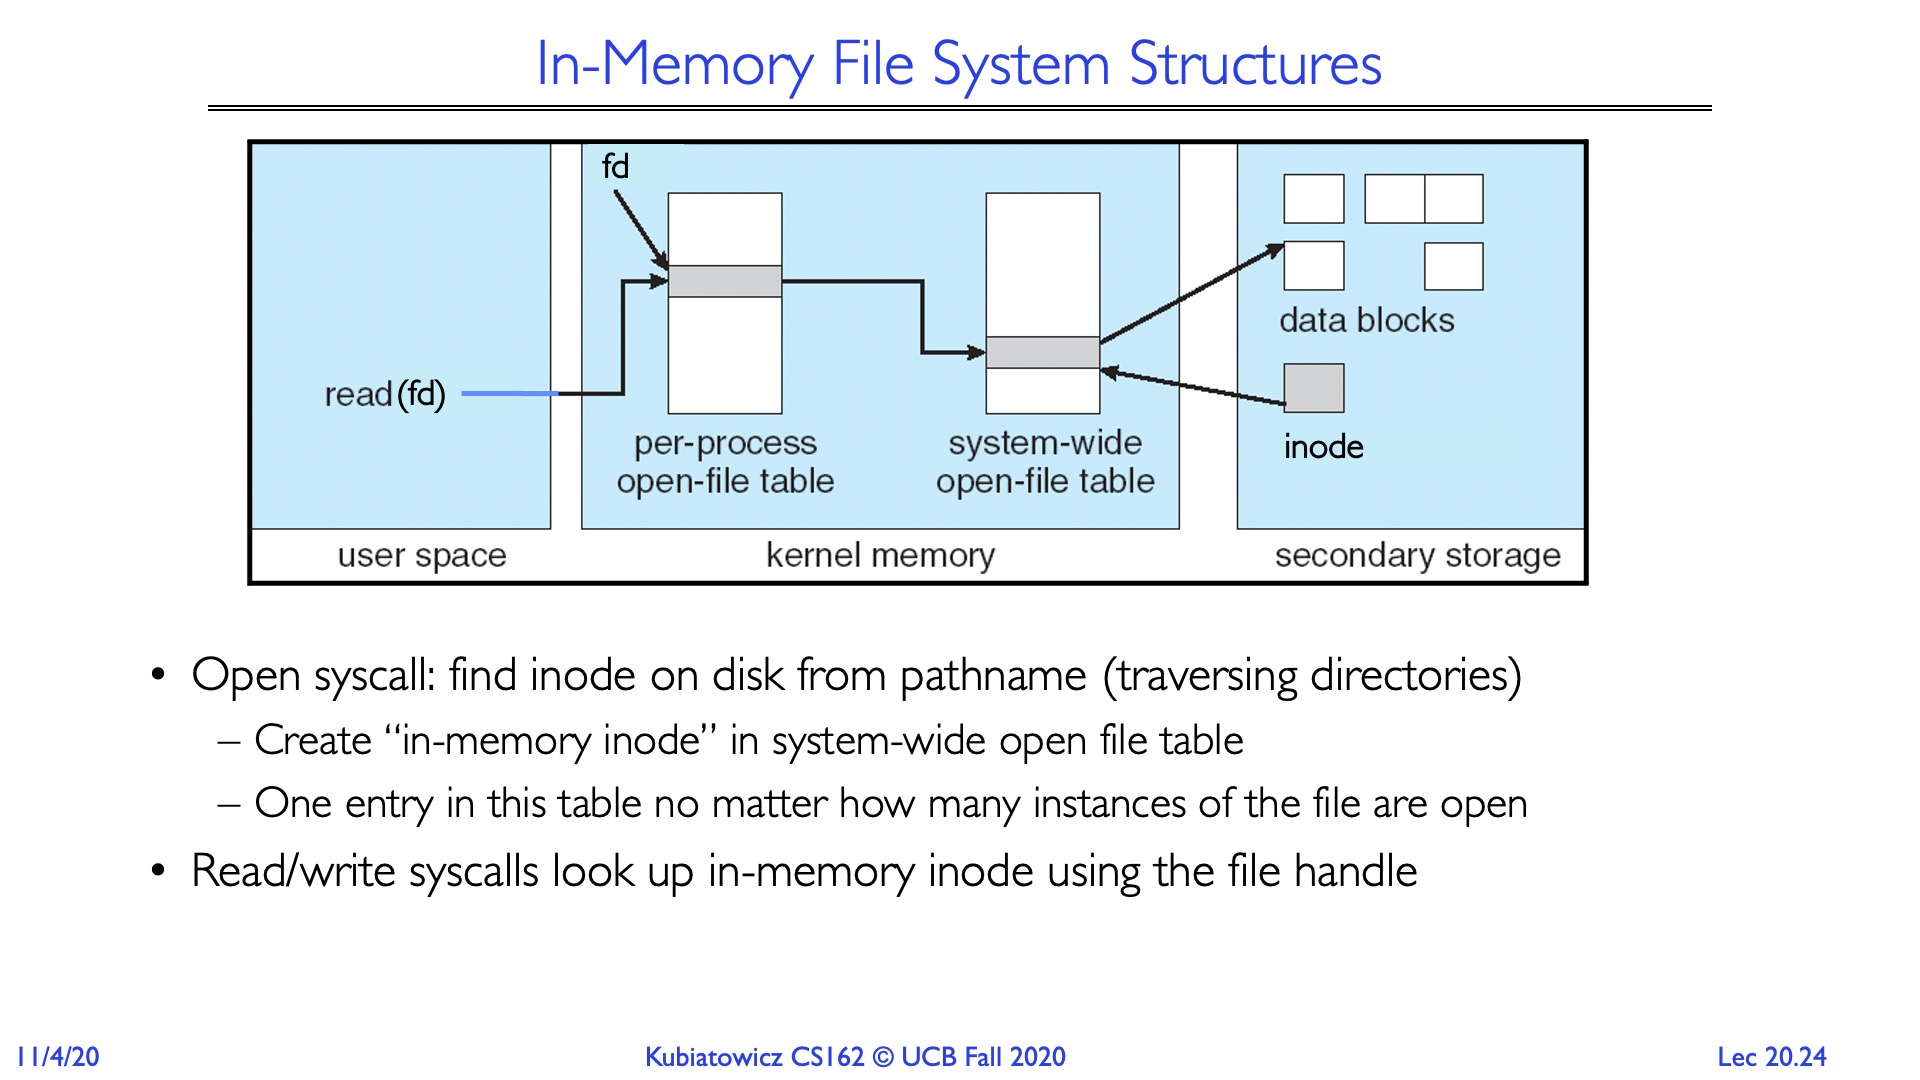 In-Memory File System Structures
fd
read (fd)
per-process
open-file table
system-wide
open-file table
data blocks
inode
user space
kernel memory
secondary storage
• Open syscall: find inode on disk from pathname (traversing directories)
– Create “in-memory inode” in system-wide open file table
– One entry in this table no matter how many instances of the file are open
• Read/write syscalls look up in-memory inode using the file handle
11/4/20
Kubiatowicz CS162 © UCB Fall 2020
Lec 20.24